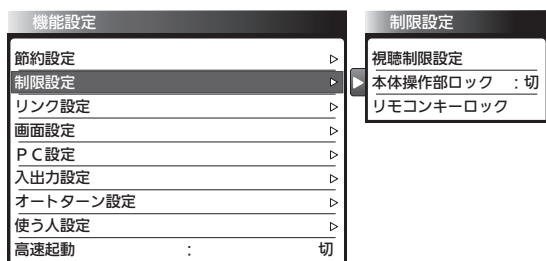 機能設定
節約設定
制限設定
リンク設定
画面設定
ＰＣ設定
入出力設定
オートターン設定
使う人設定
高速起動 : 切
制限設定
視聴制限設定
本体操作部ロック :切
リモコンキーロック